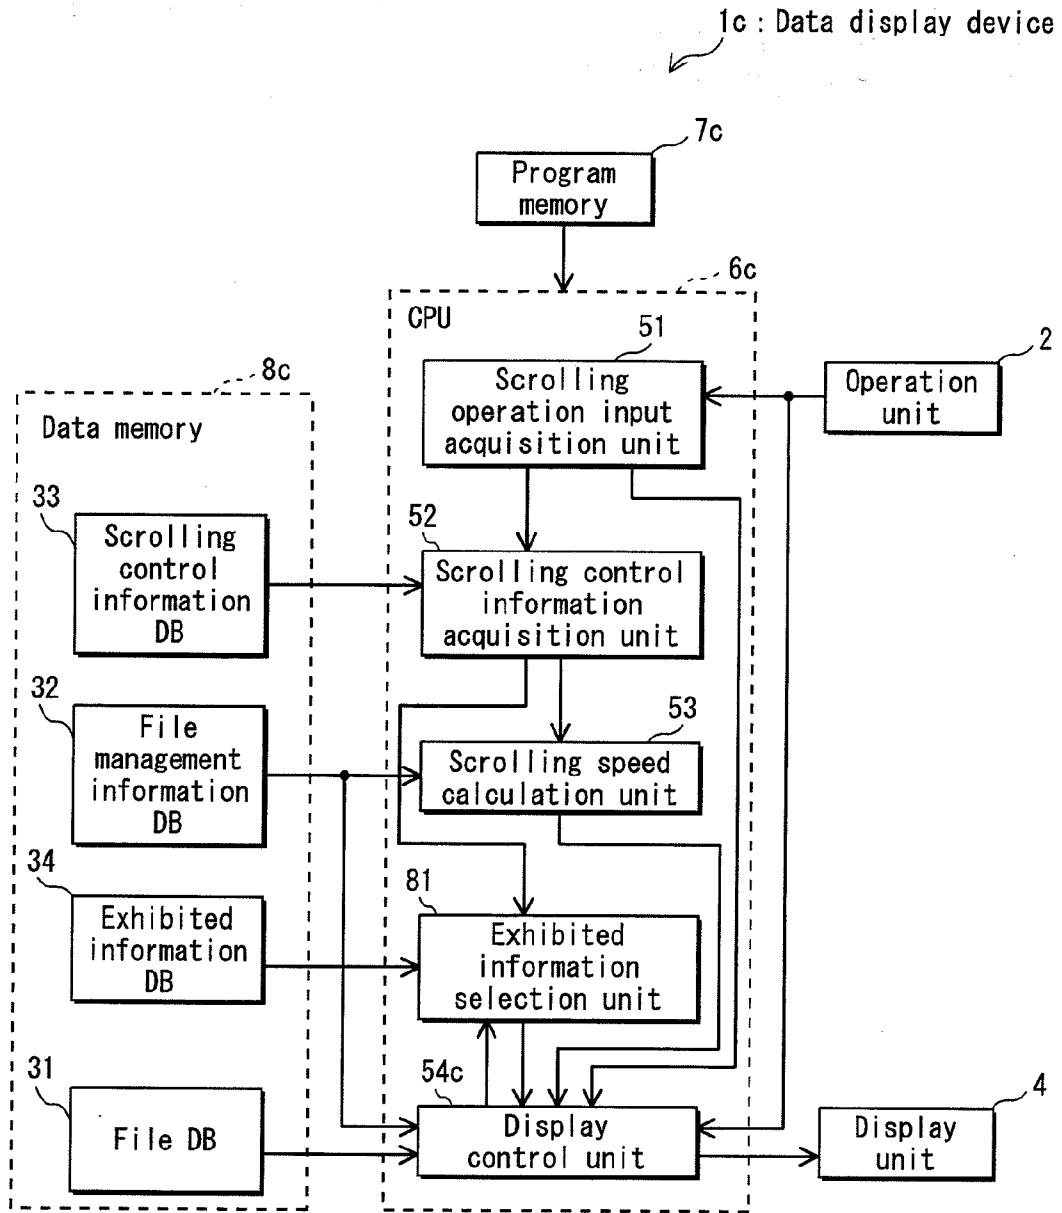 1c : Data display device
7c
Program
memory
6c
CPU
51
Scrolling
operation input
acquisition unit
2
Operation
unit
8c
Data memory
33
Scrolling
control
information
DB
52
Scrolling control
information
acquisition unit
32
File
management
information
DB
53
Scrolling speed
calculation unit
34
Exhibited
information
DB
81
Exhibited
information
selection unit
31
File DB
54c
Display
control unit
4
Display
unit